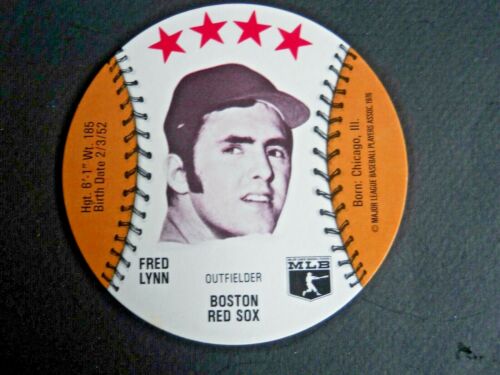 Hgt. 6'-1" Wt. 185
Birth Date 2/3/52
FRED
LYNN
OUTFIELDER
BOSTON
RED SOX
MLB
Born: Chicago, Ill.
© MAJOR LEAGUE BASEBALL PLAYERS ASSOC. 1976